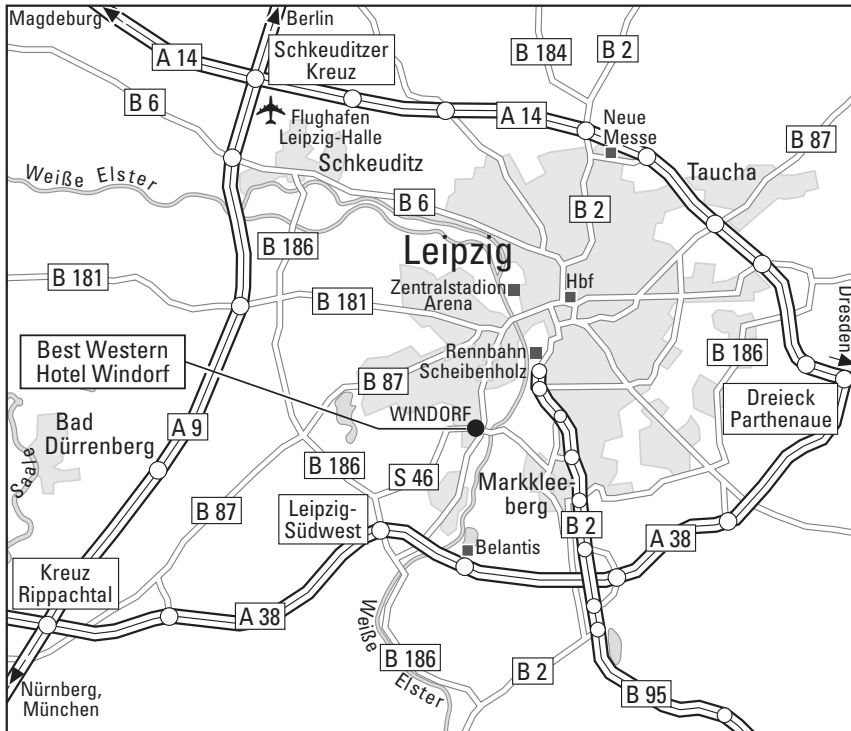 Magdeburg
Berlin
A 14
Schkeuditzer
Kreuz
B 184
B 2
B 6
Flughafen
Leipzig-Halle
A 14
Neue
Messe
B 87
Schkeuditz
Taucha
Weiße Elster
B 6
B 2
B 186
Leipzig
B 181
B 181
Zentralstadion
Arena
Hbf
Dresden
Best Western
Hotel Windorf
Rennbahn
Scheibenholz
B 186
B 87
Dreieck
Parthenaue
WINDORF
Bad
Dürrenberg
A 9
Saale
B 186
S 46
Markklee-
berg
B 87
Leipzig-
Südwest
B 2
A 38
Belantis
Kreuz
Rippachtal
A 38
Weiße
Elster
B 186
B 2
B 95
Nürnberg,
München